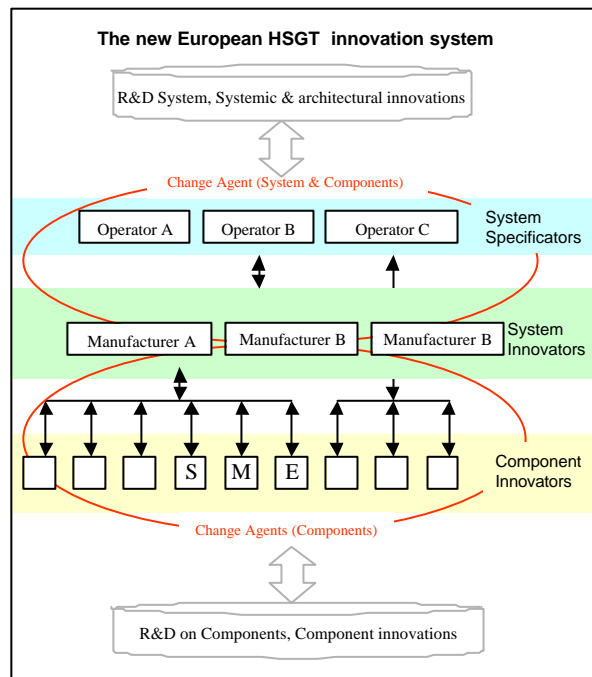 The new European HSGT innovation system
R&D System, Systemic & architectural innovations
Change Agent (System & Components)
Operator A
Operator B
Operator C
System
Specificators
Manufacturer A
Manufacturer B
Manufacturer B
System
Innovators
S
M
E
Component
Innovators
Change Agents (Components)
R&D on Components, Component innovations